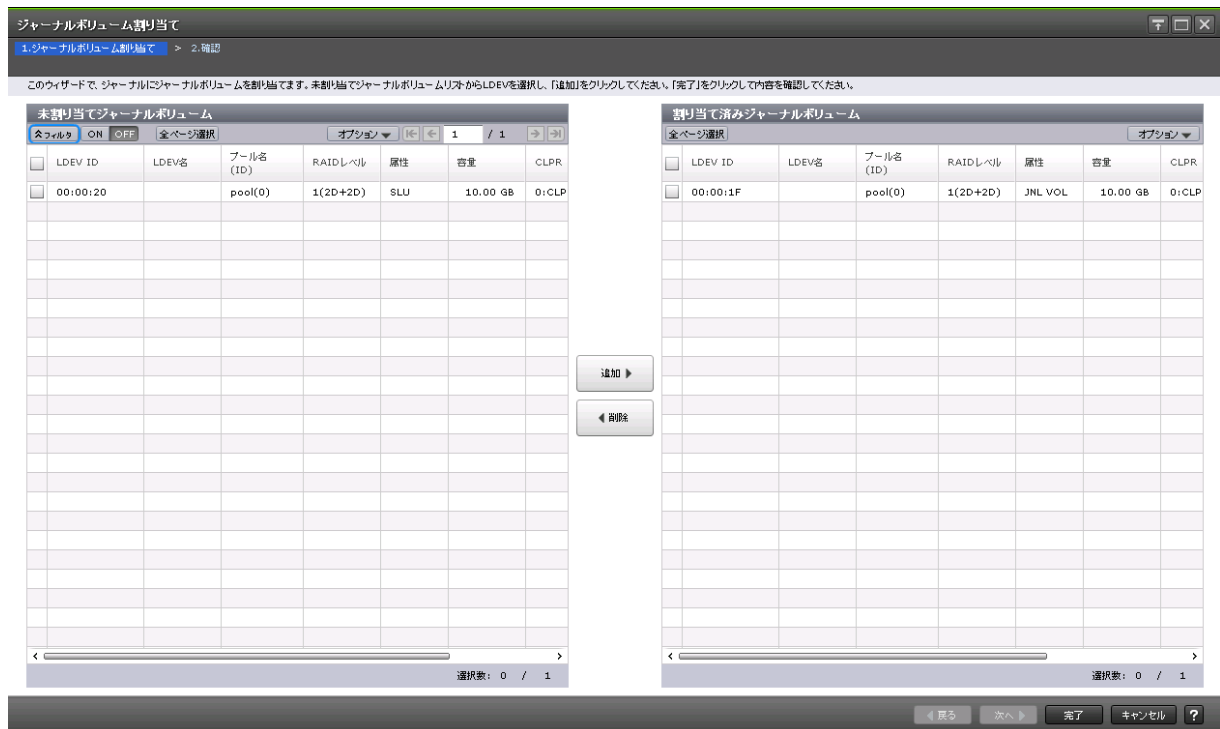 ジャーナルボリューム割り当て
1.ジャーナルボリューム割り当て > 2.確認
このウィザードで、ジャーナルにジャーナルボリュームを割り当てます。未割り当てジャーナルボリュームリストからLDEVを選択し、「追加」をクリックしてください。「完了」をクリックして内容を確認してください。
未割り当てジャーナルボリューム
フィルタ ON OFF 全ページ選択 オプション 1 / 1
LDEV ID LDEV名 プール名 (ID) RAIDレベル 属性 容量 CLPR
00:00:20 pool(0) 1(2D+2D) SLU 10.00 GB 0:CLP
選択数: 0 / 1
追加
削除
割り当て済みジャーナルボリューム
全ページ選択 オプション
LDEV ID LDEV名 プール名 (ID) RAIDレベル 属性 容量 CLPR
00:00:1F pool(0) 1(2D+2D) JNL VOL 10.00 GB 0:CLP
選択数: 0 / 1
戻る 次へ 完了 キャンセル ?